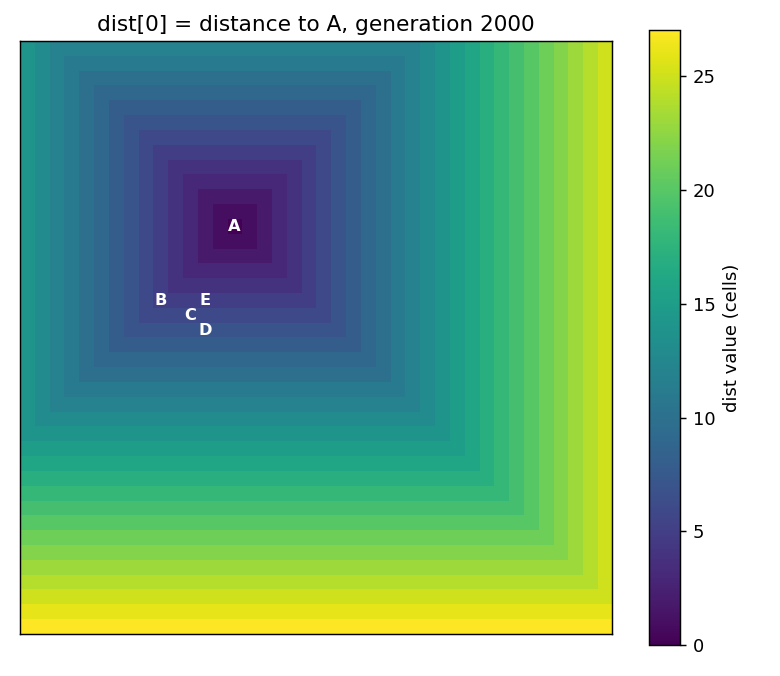 dist[0] = distance to A, generation 2000
A
B
E
C
D
25
20
15
10
5
0
dist value (cells)